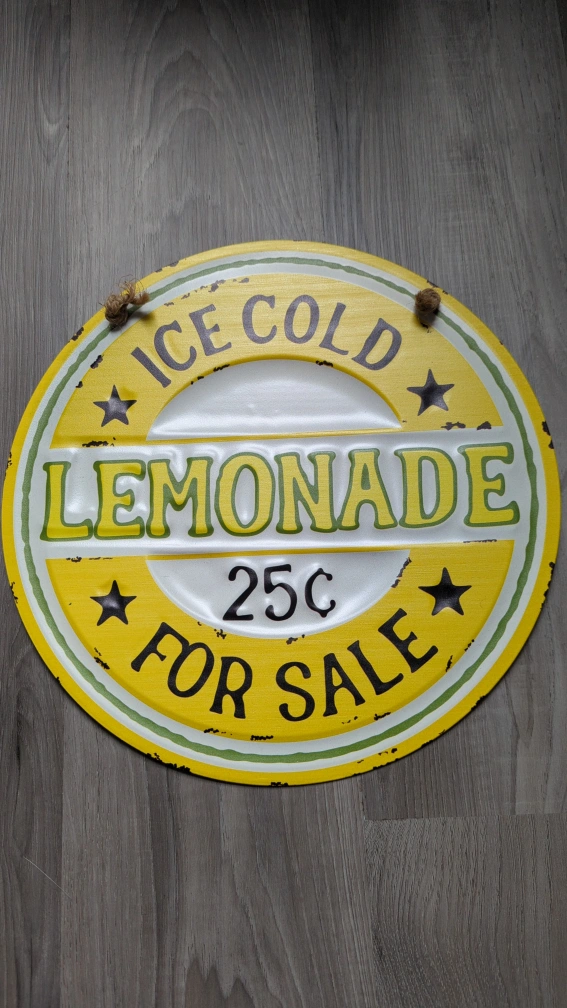 ICE COLD
LEMONADE
25¢
FOR SALE